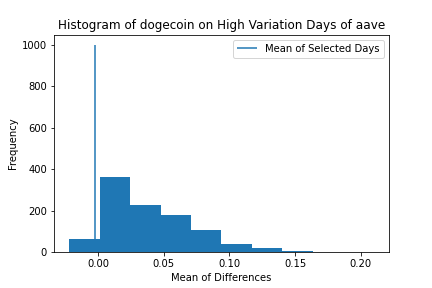 Histogram of dogecoin on High Variation Days of aave
Mean of Selected Days
Frequency
1000
800
600
400
200
0
0.00 0.05 0.10 0.15 0.20
Mean of Differences